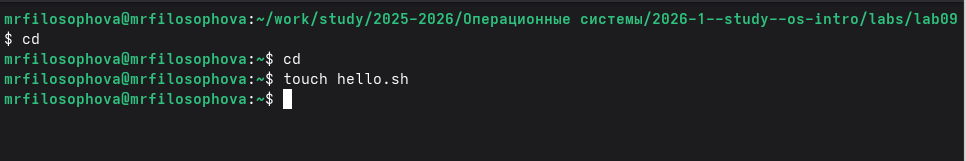 mrfilosophova@mrfilosophova:~/work/study/2025-2026/Операционные системы/2026-1--study--os-intro/labs/lab09
$ cd
mrfilosophova@mrfilosophova:~$ cd
mrfilosophova@mrfilosophova:~$ touch hello.sh
mrfilosophova@mrfilosophova:~$